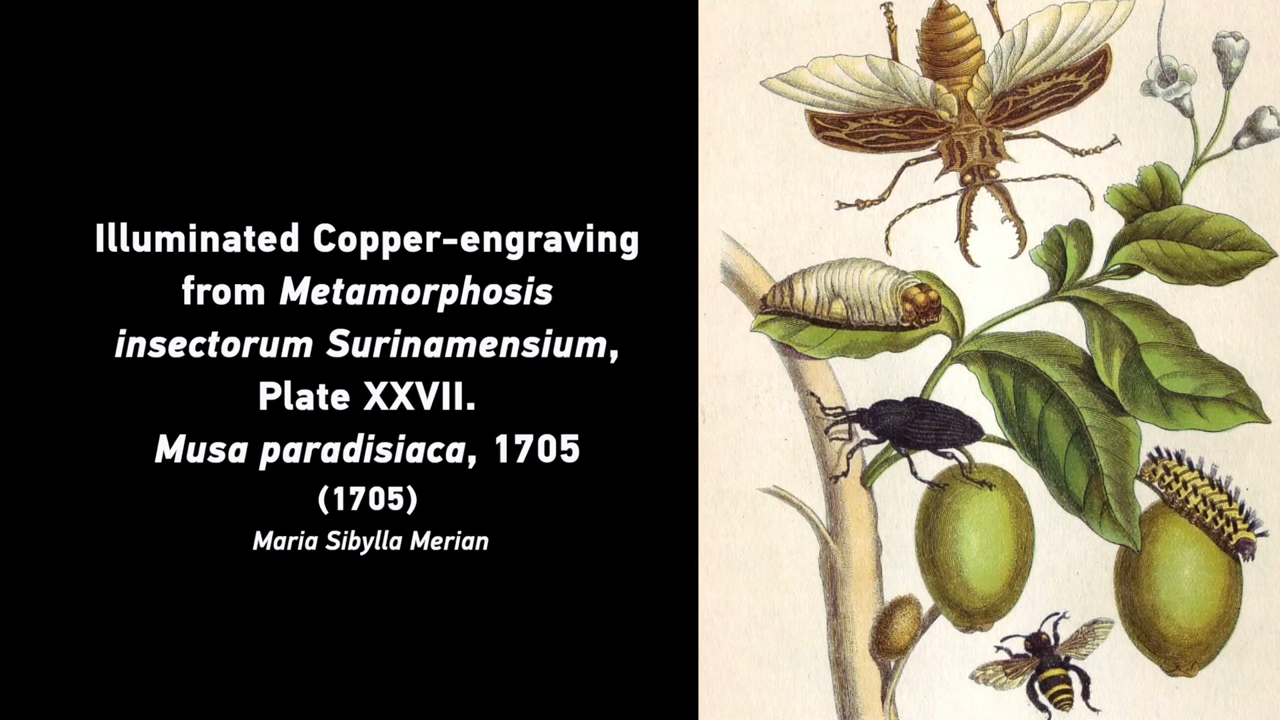 Illuminated Copper-engraving
from Metamorphosis
insectorum Surinamensium,
Plate XXVII.
Musa paradisiaca, 1705
(1705)
Maria Sibylla Merian